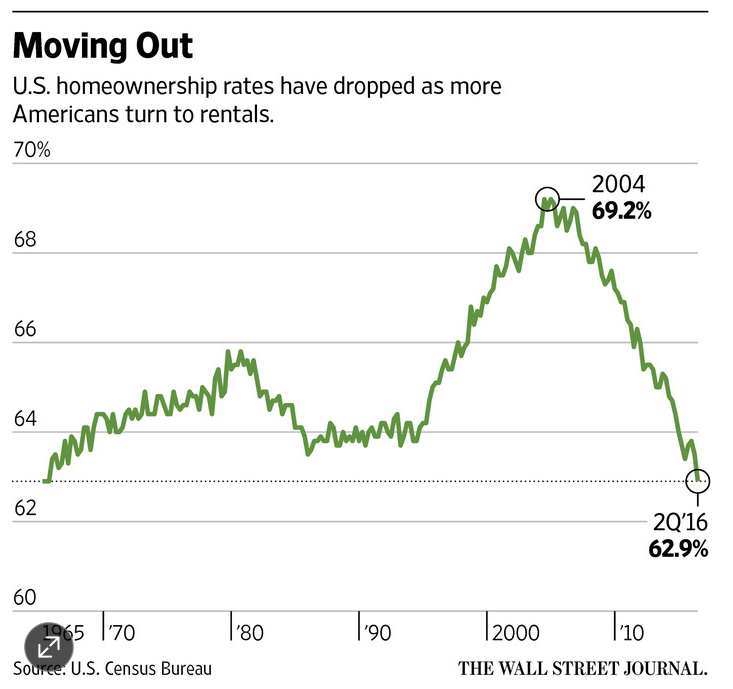 Moving Out
U.S. homeownership rates have dropped as more
Americans turn to rentals.
70%
2004
69.2%
68
66
64
62
2Q'16
62.9%
60
1965 '70 '80 '90 2000 '10
Source: U.S. Census Bureau THE WALL STREET JOURNAL.